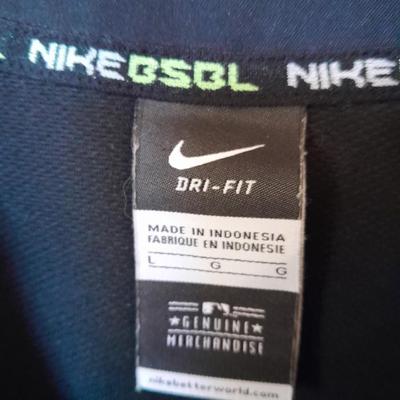 NIKEBSBL NIKE
DRI-FIT
MADE IN INDONESIA
FABRIQUE EN INDONESIE
L G G
★GENUINE★
MERCHANDISE
nikebetterworld.com